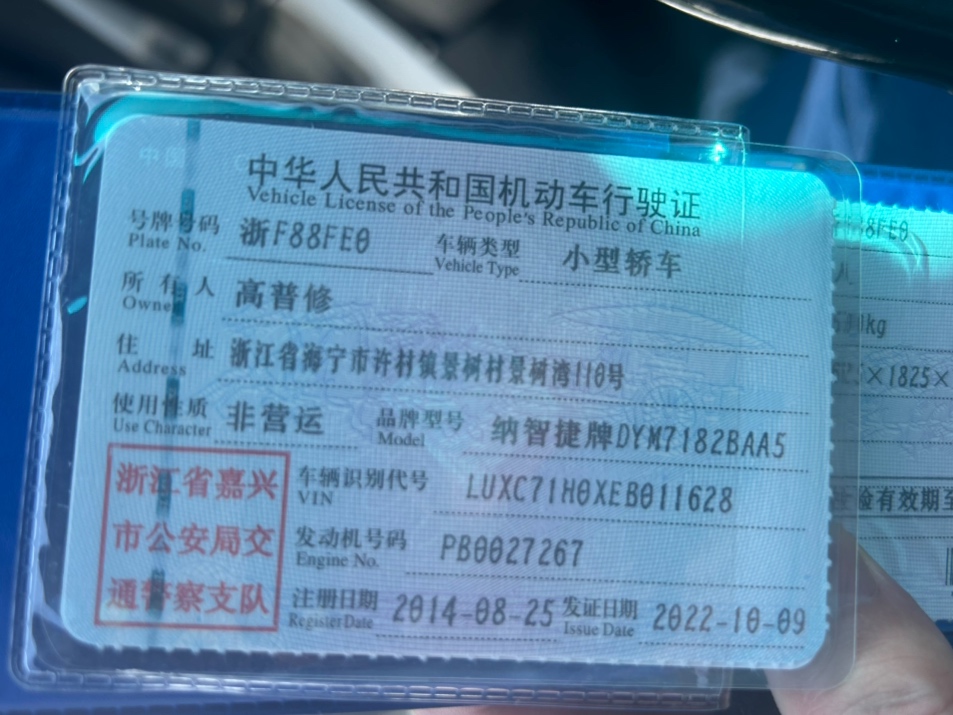 中华人民共和国机动车行驶证
Vehicle License of the People's Republic of China
号牌号码 浙F88FE0 车辆类型 小型轿车
Plate No. Vehicle Type
所有人 高普修
Owner
住址 浙江省海宁市许村镇景树村景树湾110号
Address
使用性质 非营运 品牌型号 纳智捷牌DYM7182BAA5
Use Character Model
浙江省嘉兴
市公安局交
通警察支队
车辆识别代号 LUXC71H0XEB011628
VIN
发动机号码 PB0027267
Engine No.
注册日期 2014-08-25 发证日期 2022-10-09
Register Date Issue Date
88FE0
人
kg
×1825×
验有效期至